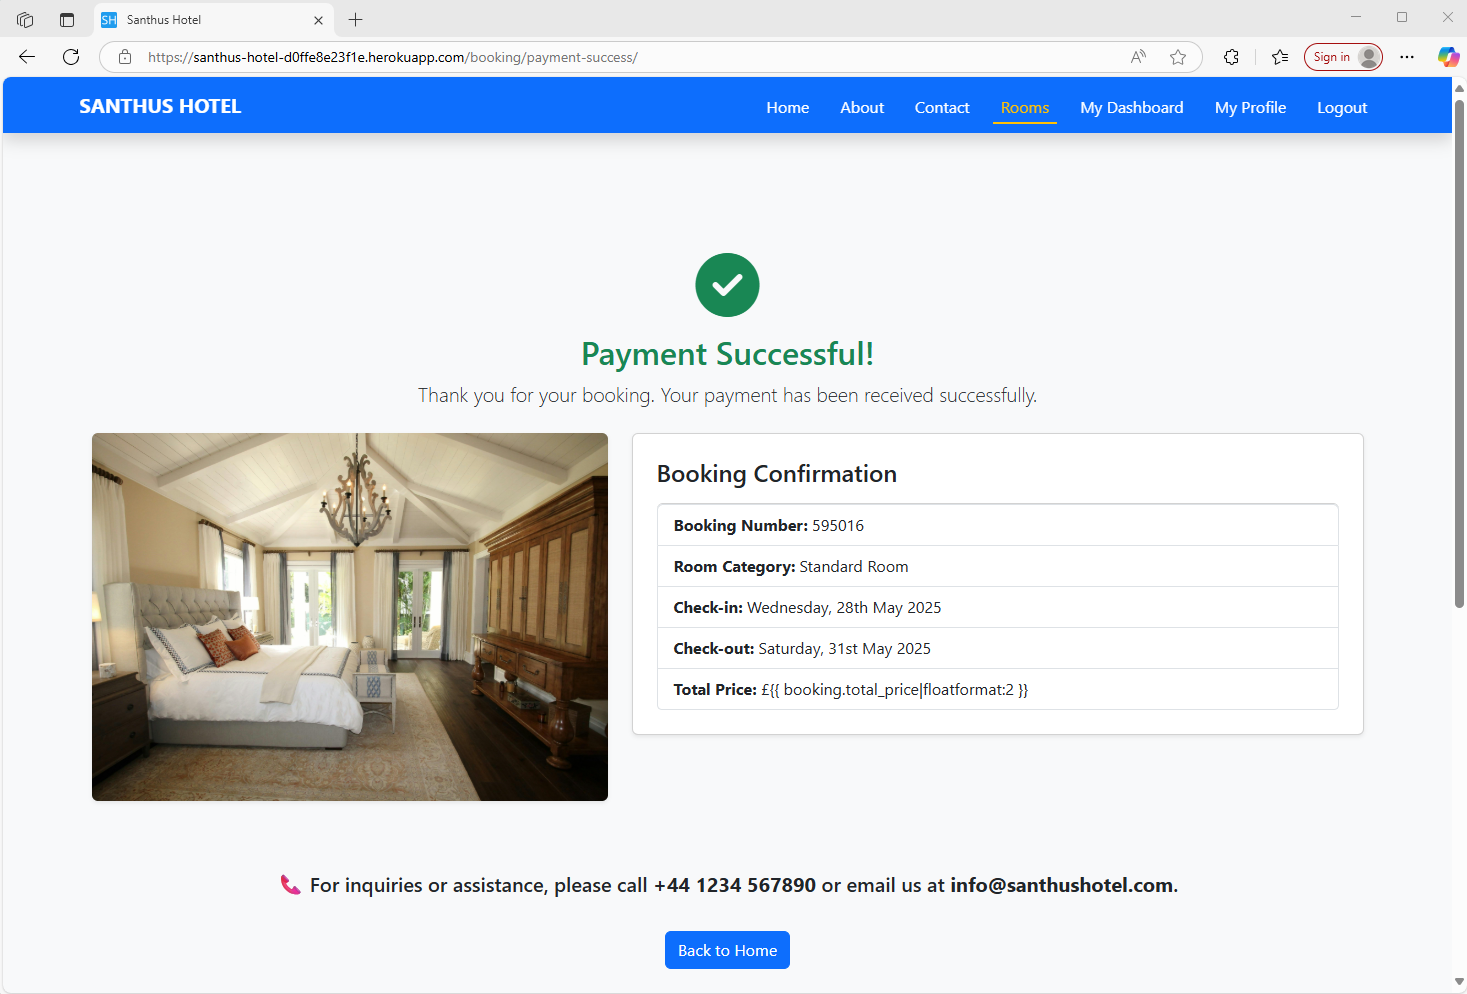 SH Santhus Hotel
https://santhus-hotel-d0ffe8e23f1e.herokuapp.com/booking/payment-success/
Sign in
SANTHUS HOTEL
Home About Contact Rooms My Dashboard My Profile Logout
Payment Successful!
Thank you for your booking. Your payment has been received successfully.
Booking Confirmation
Booking Number: 595016
Room Category: Standard Room
Check-in: Wednesday, 28th May 2025
Check-out: Saturday, 31st May 2025
Total Price: £{{ booking.total_price|floatformat:2 }}
For inquiries or assistance, please call +44 1234 567890 or email us at info@santhushotel.com.
Back to Home